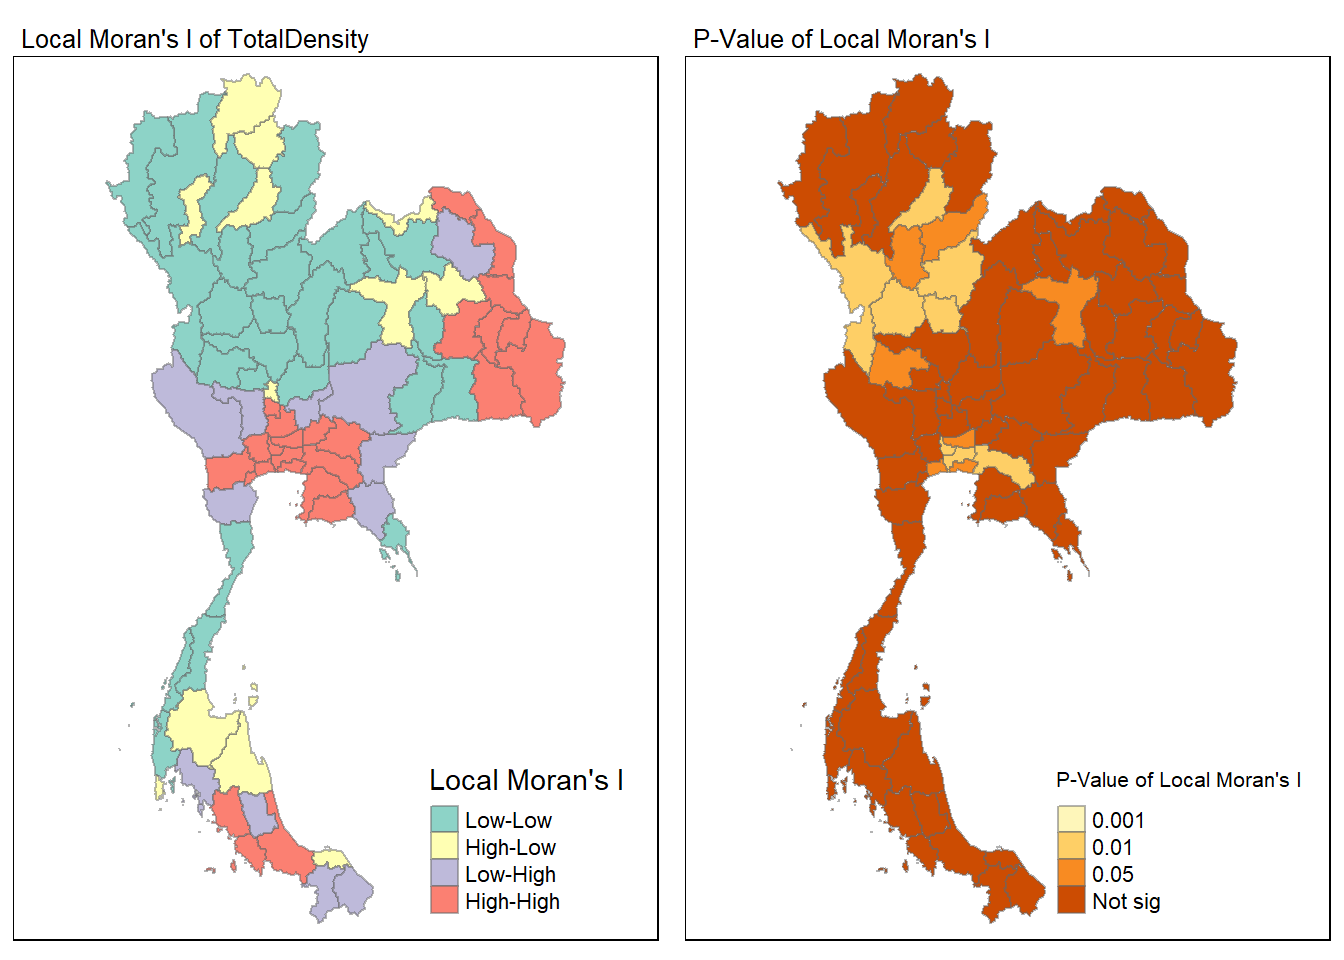 Local Moran's I of TotalDensity
Local Moran's I
Low-Low
High-Low
Low-High
High-High
P-Value of Local Moran's I
P-Value of Local Moran's I
0.001
0.01
0.05
Not sig